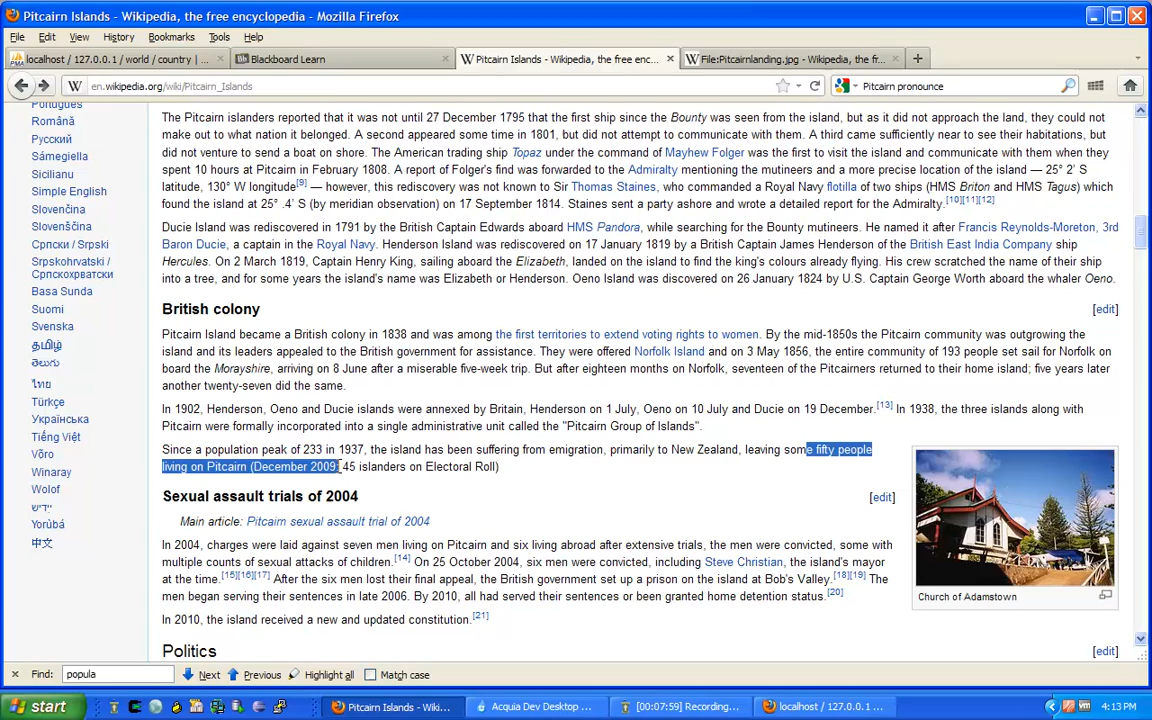 Pitcairn Islands - Wikipedia, the free encyclopedia - Mozilla Firefox
File Edit View History Bookmarks Tools Help
localhost / 127.0.0.1 / world / country | ...
Blackboard Learn
Pitcairn Islands - Wikipedia, the free enc...
File:Pitcairnlanding.jpg - Wikipedia, the fr...
en.wikipedia.org/wiki/Pitcairn_Islands
Pitcairn pronounce
Português
Română
Русский
Sámegiella
Sicilianu
Simple English
Slovenčina
Slovenščina
Српски / Srpski
Srpskohrvatski /
Српскохрватски
Basa Sunda
Suomi
Svenska
தமிழ்
తెలుగు
ไทย
Türkçe
Українська
Tiếng Việt
Võro
Winaray
Wolof
ייִדיש
Yorùbá
中文
The Pitcairn islanders reported that it was not until 27 December 1795 that the first ship since the Bounty was seen from the island, but as it did not approach the land, they could not
make out to what nation it belonged. A second appeared some time in 1801, but did not attempt to communicate with them. A third came sufficiently near to see their habitations, but
did not venture to send a boat on shore. The American trading ship Topaz under the command of Mayhew Folger was the first to visit the island and communicate with them when they
spent 10 hours at Pitcairn in February 1808. A report of Folger's find was forwarded to the Admiralty mentioning the mutineers and a more precise location of the island — 25° 2′ S
latitude, 130° W longitude[9] — however, this rediscovery was not known to Sir Thomas Staines, who commanded a Royal Navy flotilla of two ships (HMS Briton and HMS Tagus) which
found the island at 25° .4′ S (by meridian observation) on 17 September 1814. Staines sent a party ashore and wrote a detailed report for the Admiralty.[10][11][12]
Ducie Island was rediscovered in 1791 by the British Captain Edwards aboard HMS Pandora, while searching for the Bounty mutineers. He named it after Francis Reynolds-Moreton, 3rd
Baron Ducie, a captain in the Royal Navy. Henderson Island was rediscovered on 17 January 1819 by a British Captain James Henderson of the British East India Company ship
Hercules. On 2 March 1819, Captain Henry King, sailing aboard the Elizabeth, landed on the island to find the king's colours already flying. His crew scratched the name of their ship
into a tree, and for some years the island's name was Elizabeth or Henderson. Oeno Island was discovered on 26 January 1824 by U.S. Captain George Worth aboard the whaler Oeno.
British colony [edit]
Pitcairn Island became a British colony in 1838 and was among the first territories to extend voting rights to women. By the mid-1850s the Pitcairn community was outgrowing the
island and its leaders appealed to the British government for assistance. They were offered Norfolk Island and on 3 May 1856, the entire community of 193 people set sail for Norfolk on
board the Morayshire, arriving on 8 June after a miserable five-week trip. But after eighteen months on Norfolk, seventeen of the Pitcairners returned to their home island; five years later
another twenty-seven did the same.
In 1902, Henderson, Oeno and Ducie islands were annexed by Britain, Henderson on 1 July, Oeno on 10 July and Ducie on 19 December.[13] In 1938, the three islands along with
Pitcairn were formally incorporated into a single administrative unit called the "Pitcairn Group of Islands".
Since a population peak of 233 in 1937, the island has been suffering from emigration, primarily to New Zealand, leaving some fifty people
living on Pitcairn (December 2009: 45 islanders on Electoral Roll)
Sexual assault trials of 2004 [edit]
Main article: Pitcairn sexual assault trial of 2004
In 2004, charges were laid against seven men living on Pitcairn and six living abroad after extensive trials, the men were convicted, some with
multiple counts of sexual attacks of children.[14] On 25 October 2004, six men were convicted, including Steve Christian, the island's mayor
at the time.[15][16][17] After the six men lost their final appeal, the British government set up a prison on the island at Bob's Valley.[18][19] The
men began serving their sentences in late 2006. By 2010, all had served their sentences or been granted home detention status.[20]
In 2010, the island received a new and updated constitution.[21]
Church of Adamstown
Politics [edit]
Find: popula Next Previous Highlight all Match case
start Pitcairn Islands - Wiki... Acquia Dev Desktop ... [00:07:59] Recording... localhost / 127.0.0.1 ... 4:13 PM